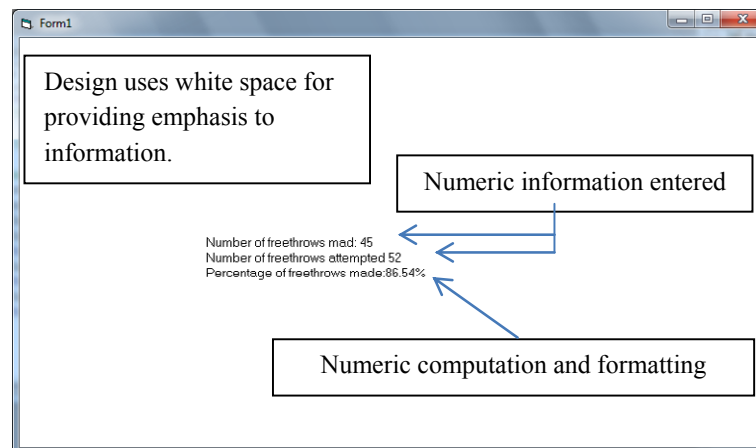 Form1
Design uses white space for
providing emphasis to
information.
Numeric information entered
Number of freethrows mad: 45
Number of freethrows attempted 52
Percentage of freethrows made:86.54%
Numeric computation and formatting